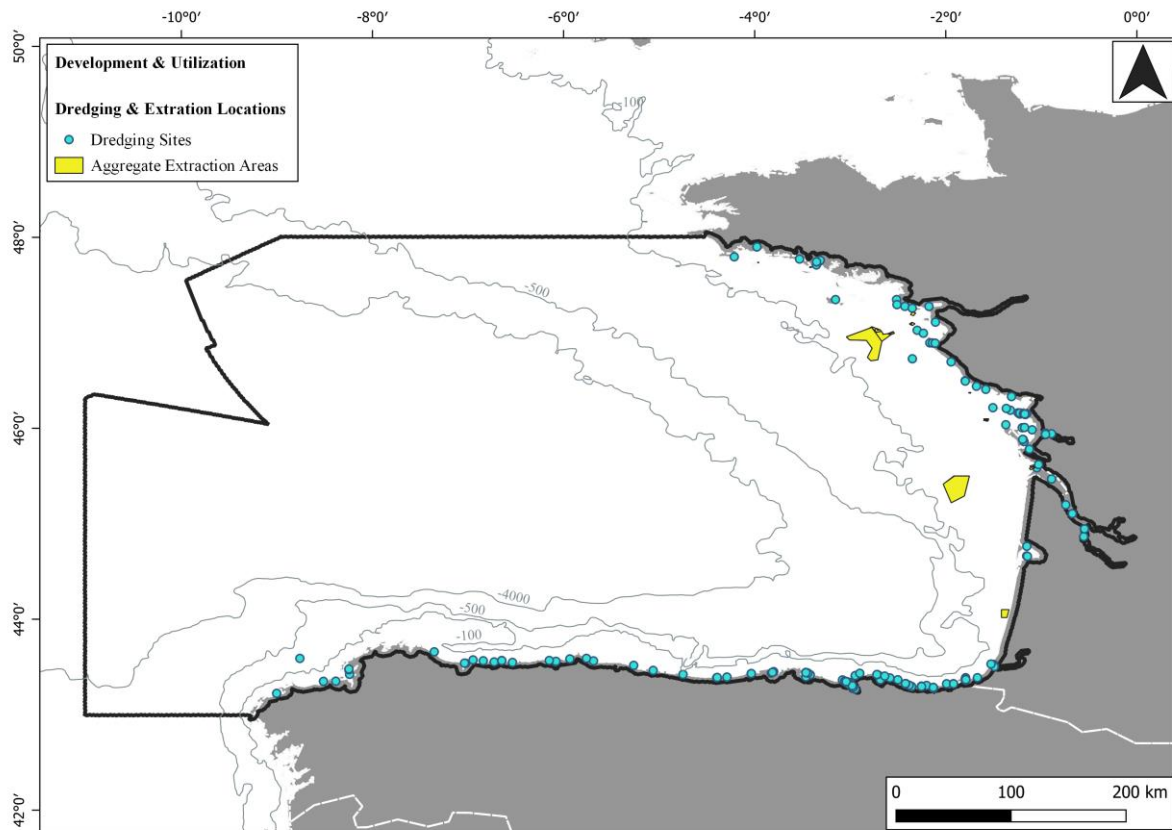 -10°0′ -8°0′ -6°0′ -4°0′ -2°0′ 0°0′
50°0′
Development & Utilization
Dredging & Extration Locations
Dredging Sites
Aggregate Extraction Areas
-100
48°0′
-500
46°0′
44°0′
-4000
-500
-100
0
42°0′
0 100 200 km